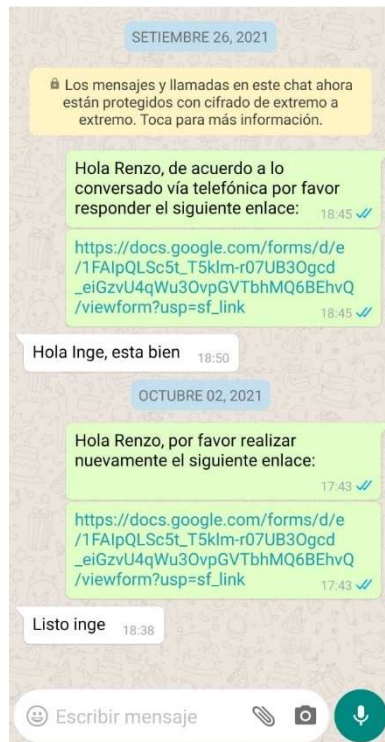 SETIEMBRE 26, 2021
Los mensajes y llamadas en este chat ahora
están protegidos con cifrado de extremo a
extremo. Toca para más información.
Hola Renzo, de acuerdo a lo
conversado vía telefónica por favor
responder el siguiente enlace:
18:45
https://docs.google.com/forms/d/e
/1FAIpQLSc5t_T5klm-r07UB3Ogcd
_eiGzvU4qWu3OvpGVTbhMQ6BEhvQ
/viewform?usp=sf_link
18:45
Hola Inge, esta bien
18:50
OCTUBRE 02, 2021
Hola Renzo, por favor realizar
nuevamente el siguiente enlace:
17:43
https://docs.google.com/forms/d/e
/1FAIpQLSc5t_T5klm-r07UB3Ogcd
_eiGzvU4qWu3OvpGVTbhMQ6BEhvQ
/viewform?usp=sf_link
17:43
Listo inge
18:38
Escribir mensaje